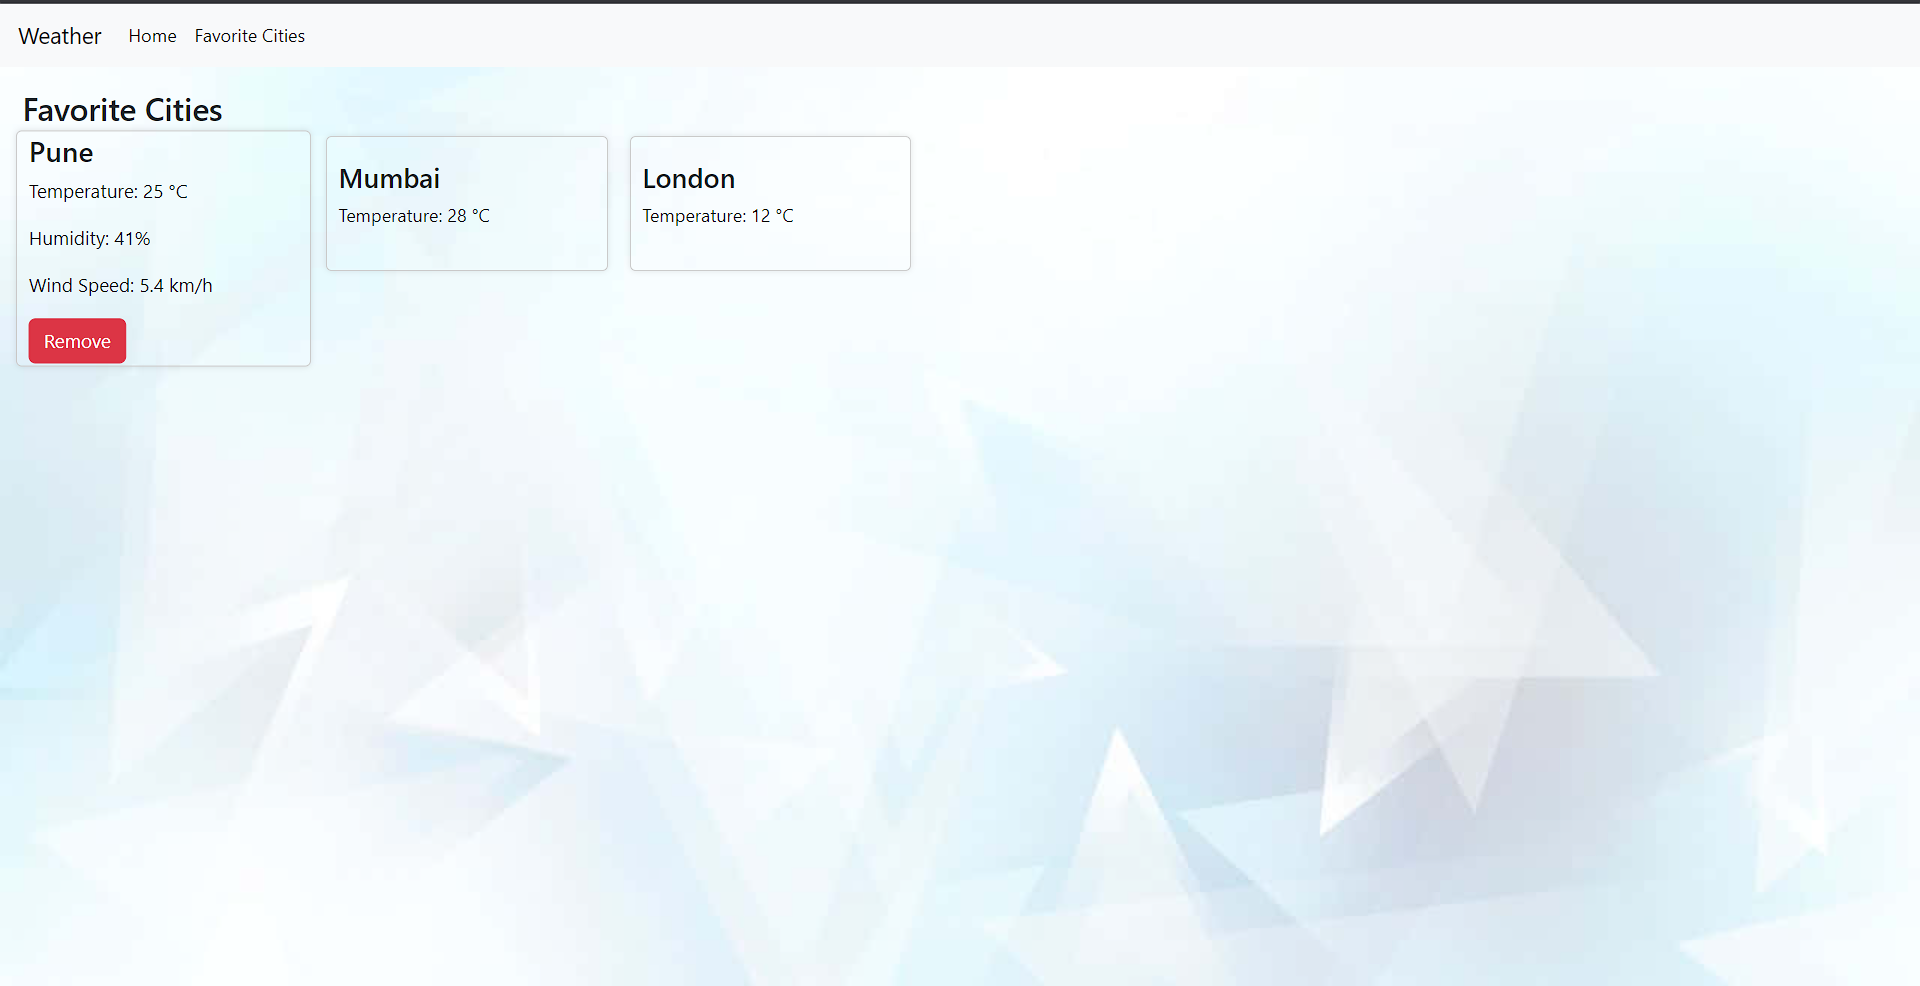 Weather Home Favorite Cities
Favorite Cities
Pune
Temperature: 25 °C
Humidity: 41%
Wind Speed: 5.4 km/h
Remove
Mumbai
Temperature: 28 °C
London
Temperature: 12 °C